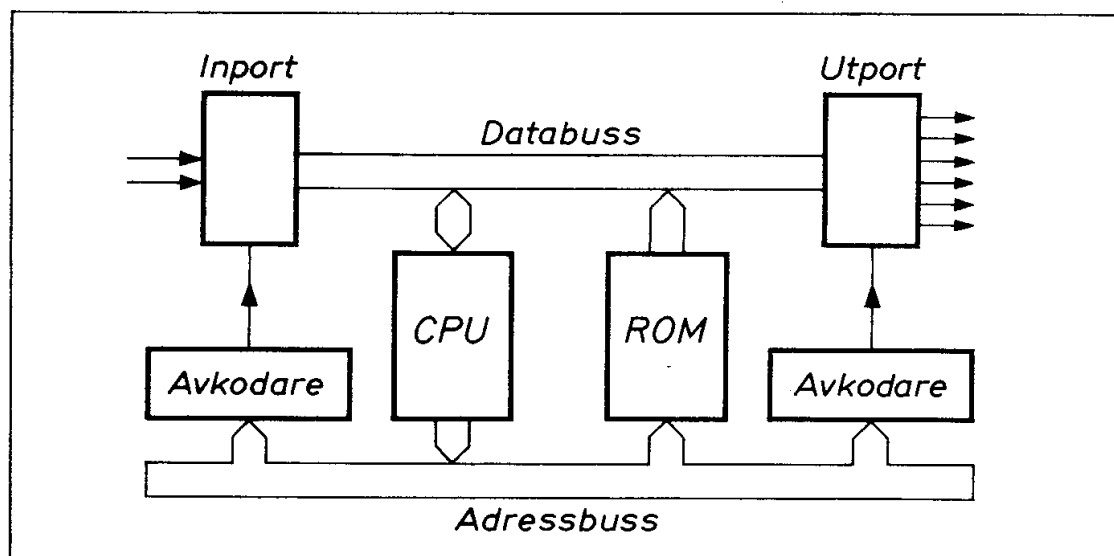 Inport
Utport
Databuss
CPU
ROM
Avkodare
Avkodare
Adressbuss